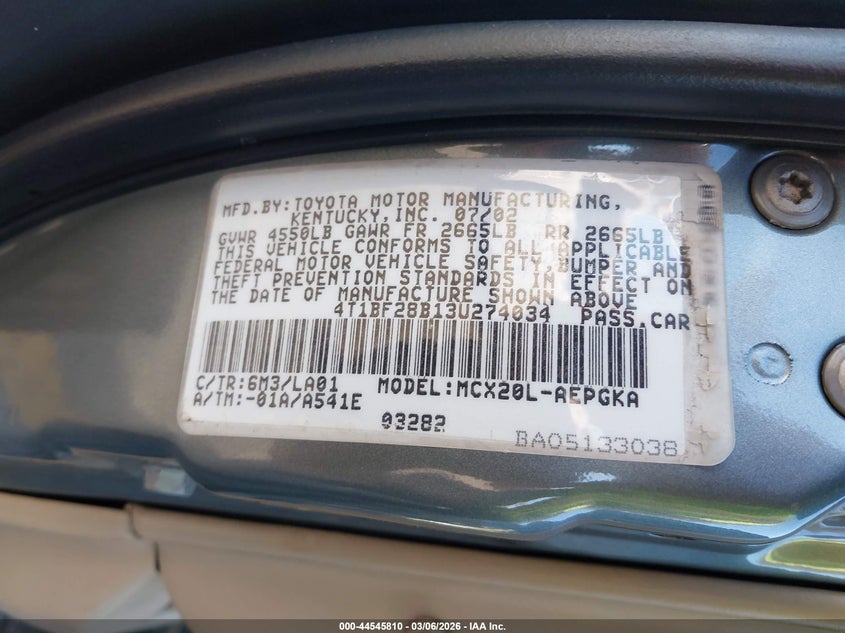 MFD.BY:TOYOTA MOTOR MANUFACTURING,
KENTUCKY,INC. 07/02
GVWR 4550LB GAWR FR 2665LB RR 2665LB
THIS VEHICLE CONFORMS TO ALL APPLICABLE
FEDERAL MOTOR VEHICLE SAFETY,BUMPER AND
THEFT PREVENTION STANDARDS IN EFFECT ON
THE DATE OF MANUFACTURE SHOWN ABOVE
4T1BF28B13U274034 PASS.CAR
C/TR:6M3/LA01 MODEL:MCX20L-AEPGKA
A/TM:-01A/A541E
03282
BA05133038
000-44545810 | 03/06/2026 – IAA Inc.